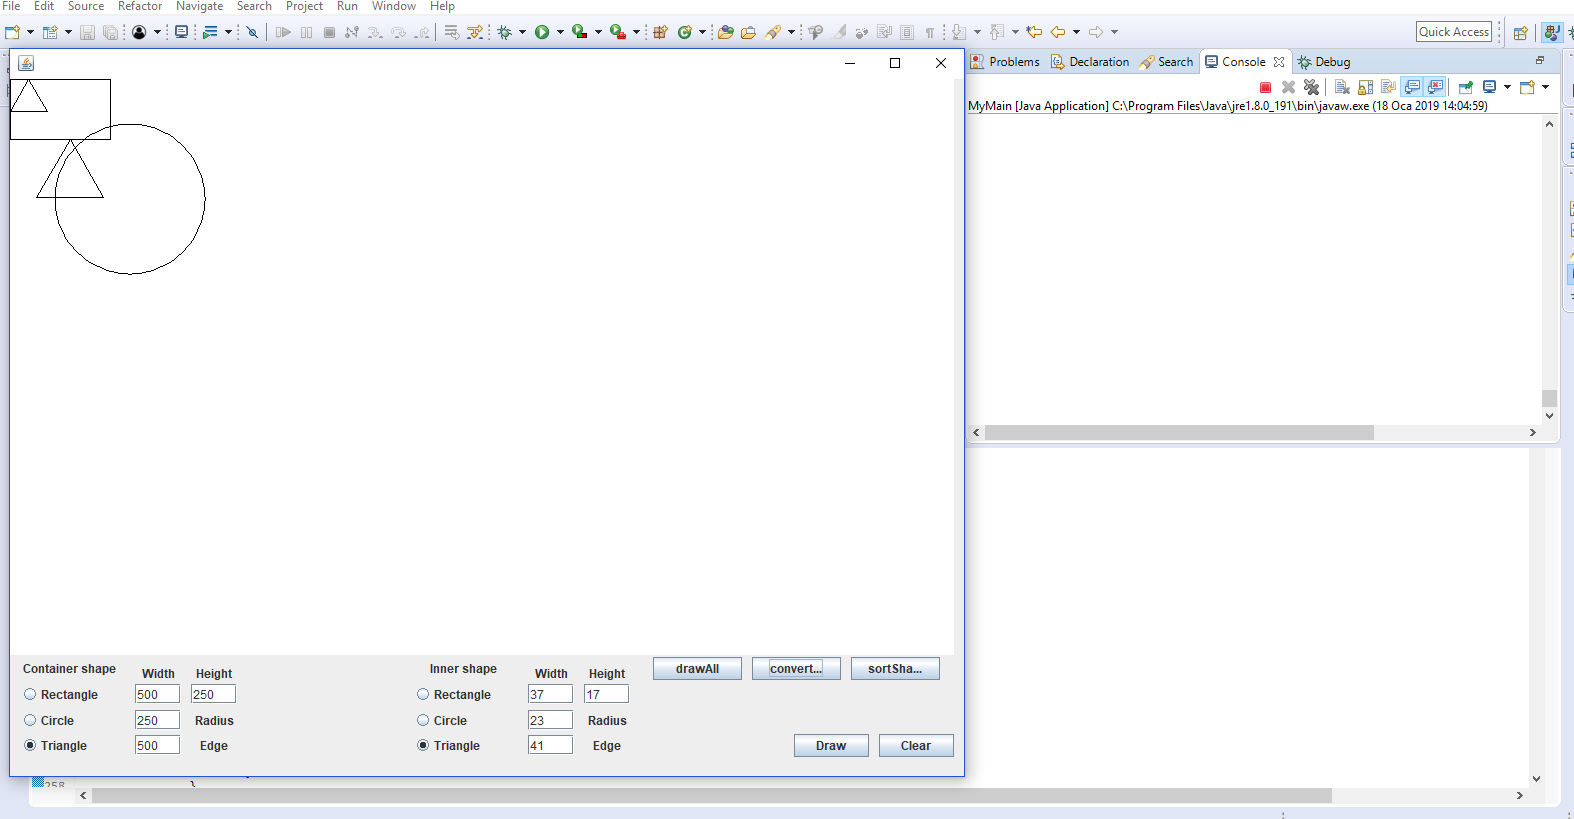 File Edit Source Refactor Navigate Search Project Run Window Help
Quick Access
Problems Declaration Search Console Debug
MyMain [Java Application] C:\Program Files\Java\jre1.8.0_191\bin\javaw.exe (18 Oca 2019 14:04:59)
Container shape Width Height
Rectangle 500 250
Circle 250 Radius
Triangle 500 Edge
Inner shape Width Height
Rectangle 37 17
Circle 23 Radius
Triangle 41 Edge
drawAll convert... sortSha...
Draw Clear
258 }